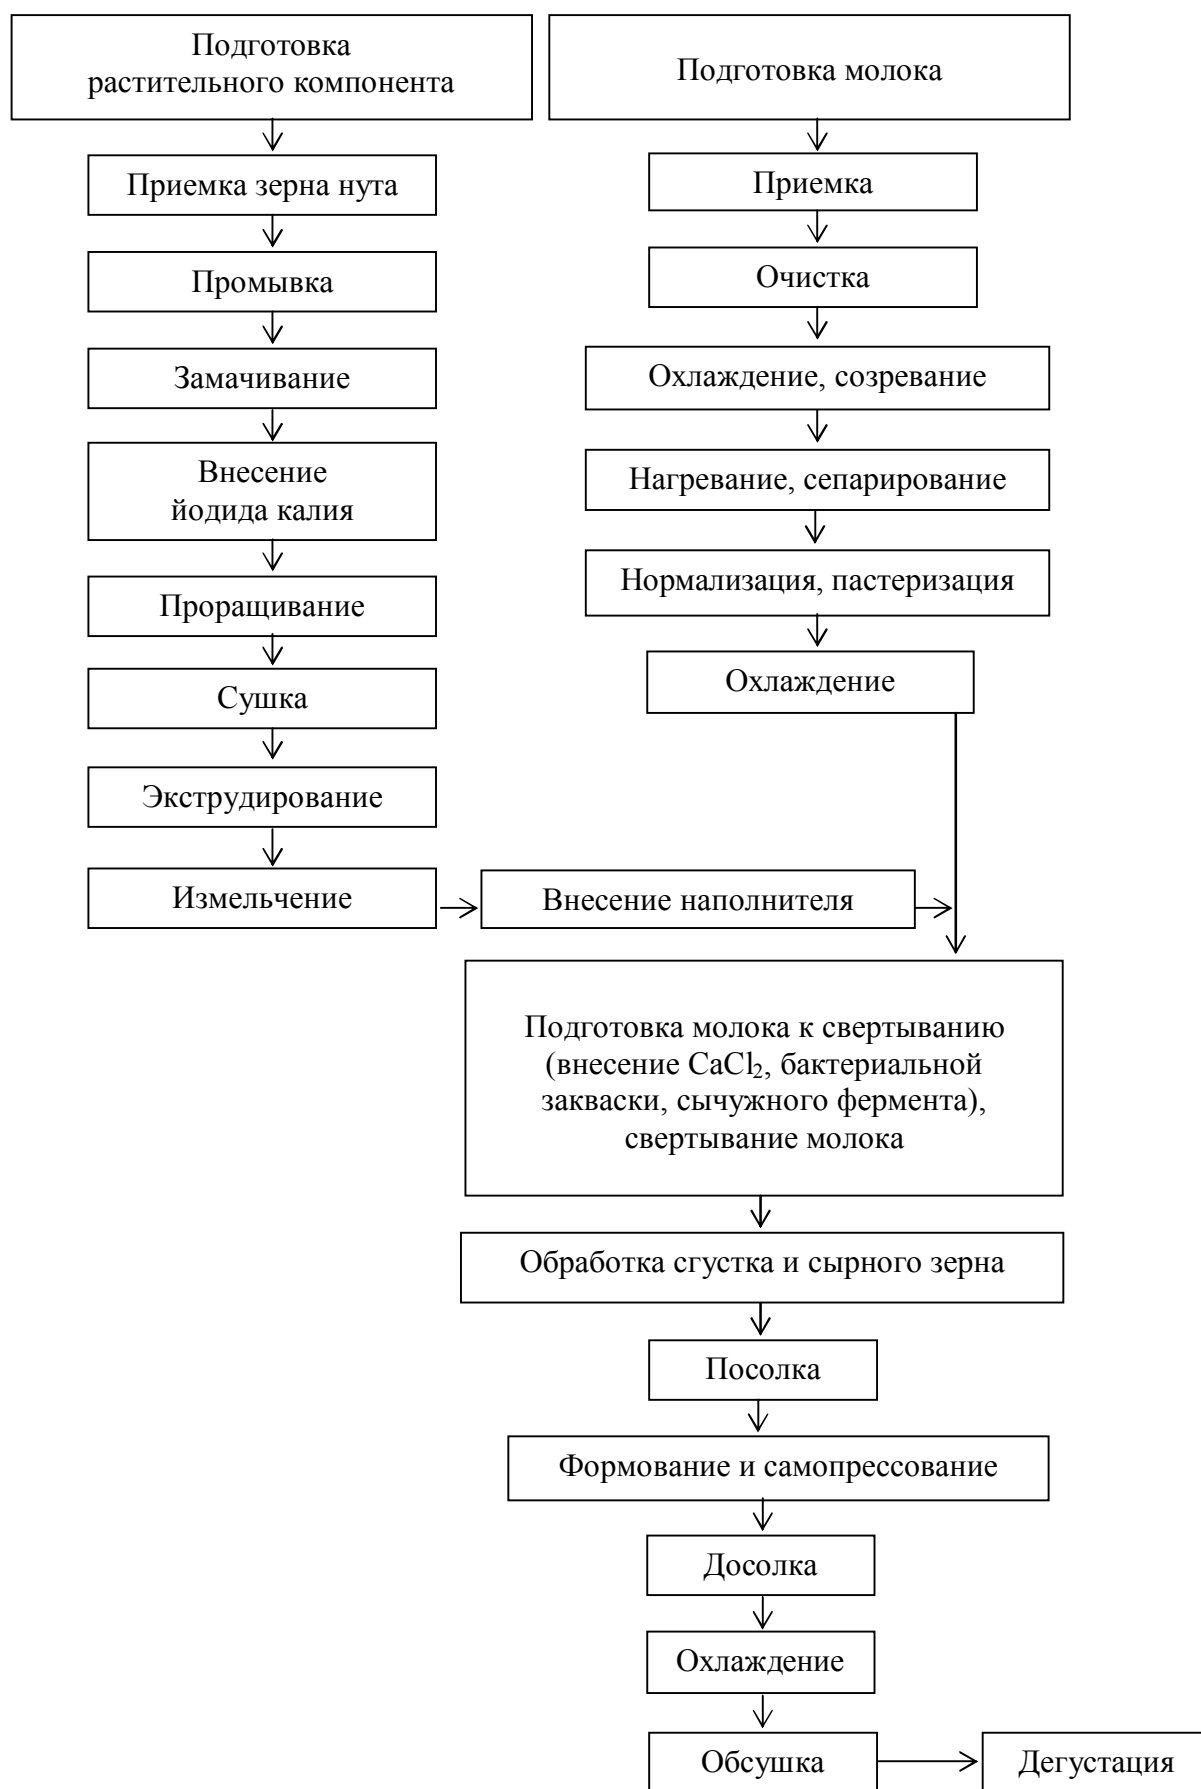 Подготовка
растительного компонента
Приемка зерна нута
Промывка
Замачивание
Внесение
йодида калия
Проращивание
Сушка
Экструдирование
Измельчение
Внесение наполнителя
Подготовка молока
Приемка
Очистка
Охлаждение, созревание
Нагревание, сепарирование
Нормализация, пастеризация
Охлаждение
Подготовка молока к свертыванию
(внесение CaCl₂, бактериальной
закваски, сычужного фермента),
свертывание молока
Обработка сгустка и сырного зерна
Посолка
Формование и самопрессование
Досолка
Охлаждение
Обсушка
Дегустация